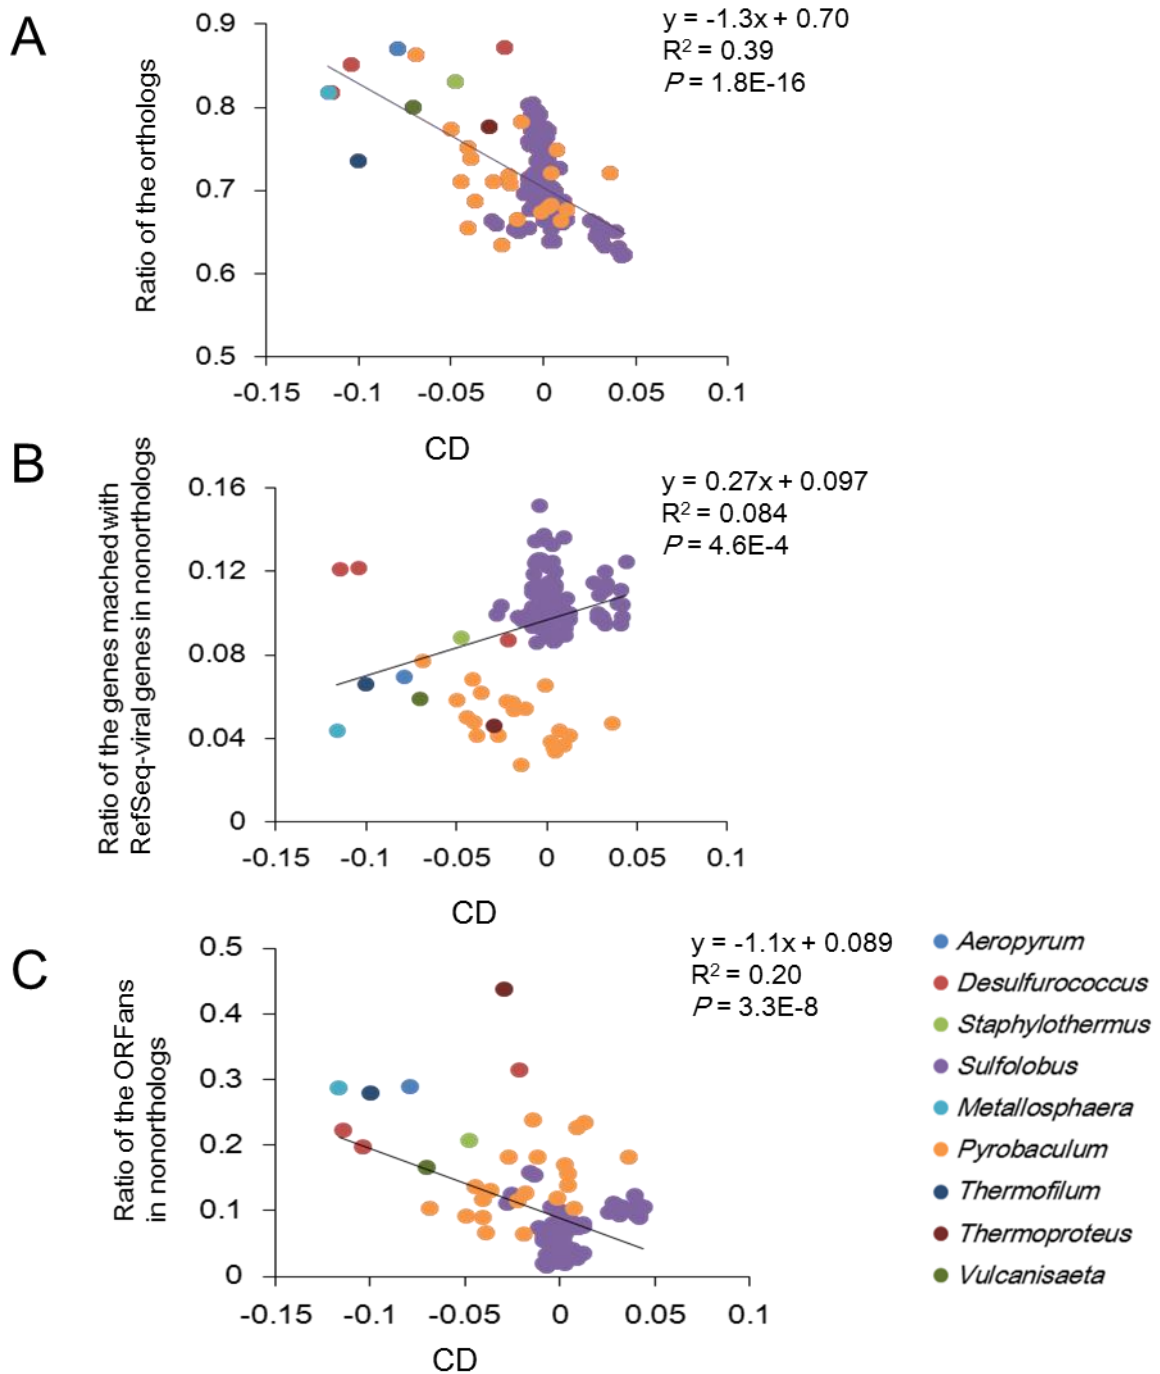 A
Ratio of the orthologs
0.9
0.8
0.7
0.6
0.5
-0.15 -0.1 -0.05 0 0.05 0.1
CD
y = -1.3x + 0.70
R² = 0.39
P = 1.8E-16
B
Ratio of the genes mached with
RefSeq-viral genes in nonorthologs
0.16
0.12
0.08
0.04
0
-0.15 -0.1 -0.05 0 0.05 0.1
CD
y = 0.27x + 0.097
R² = 0.084
P = 4.6E-4
C
Ratio of the ORFans
in nonorthologs
0.5
0.4
0.3
0.2
0.1
0
-0.15 -0.1 -0.05 0 0.05 0.1
CD
y = -1.1x + 0.089
R² = 0.20
P = 3.3E-8
Aeropyrum
Desulfurococcus
Staphylothermus
Sulfolobus
Metallosphaera
Pyrobaculum
Thermofilum
Thermoproteus
Vulcanisaeta